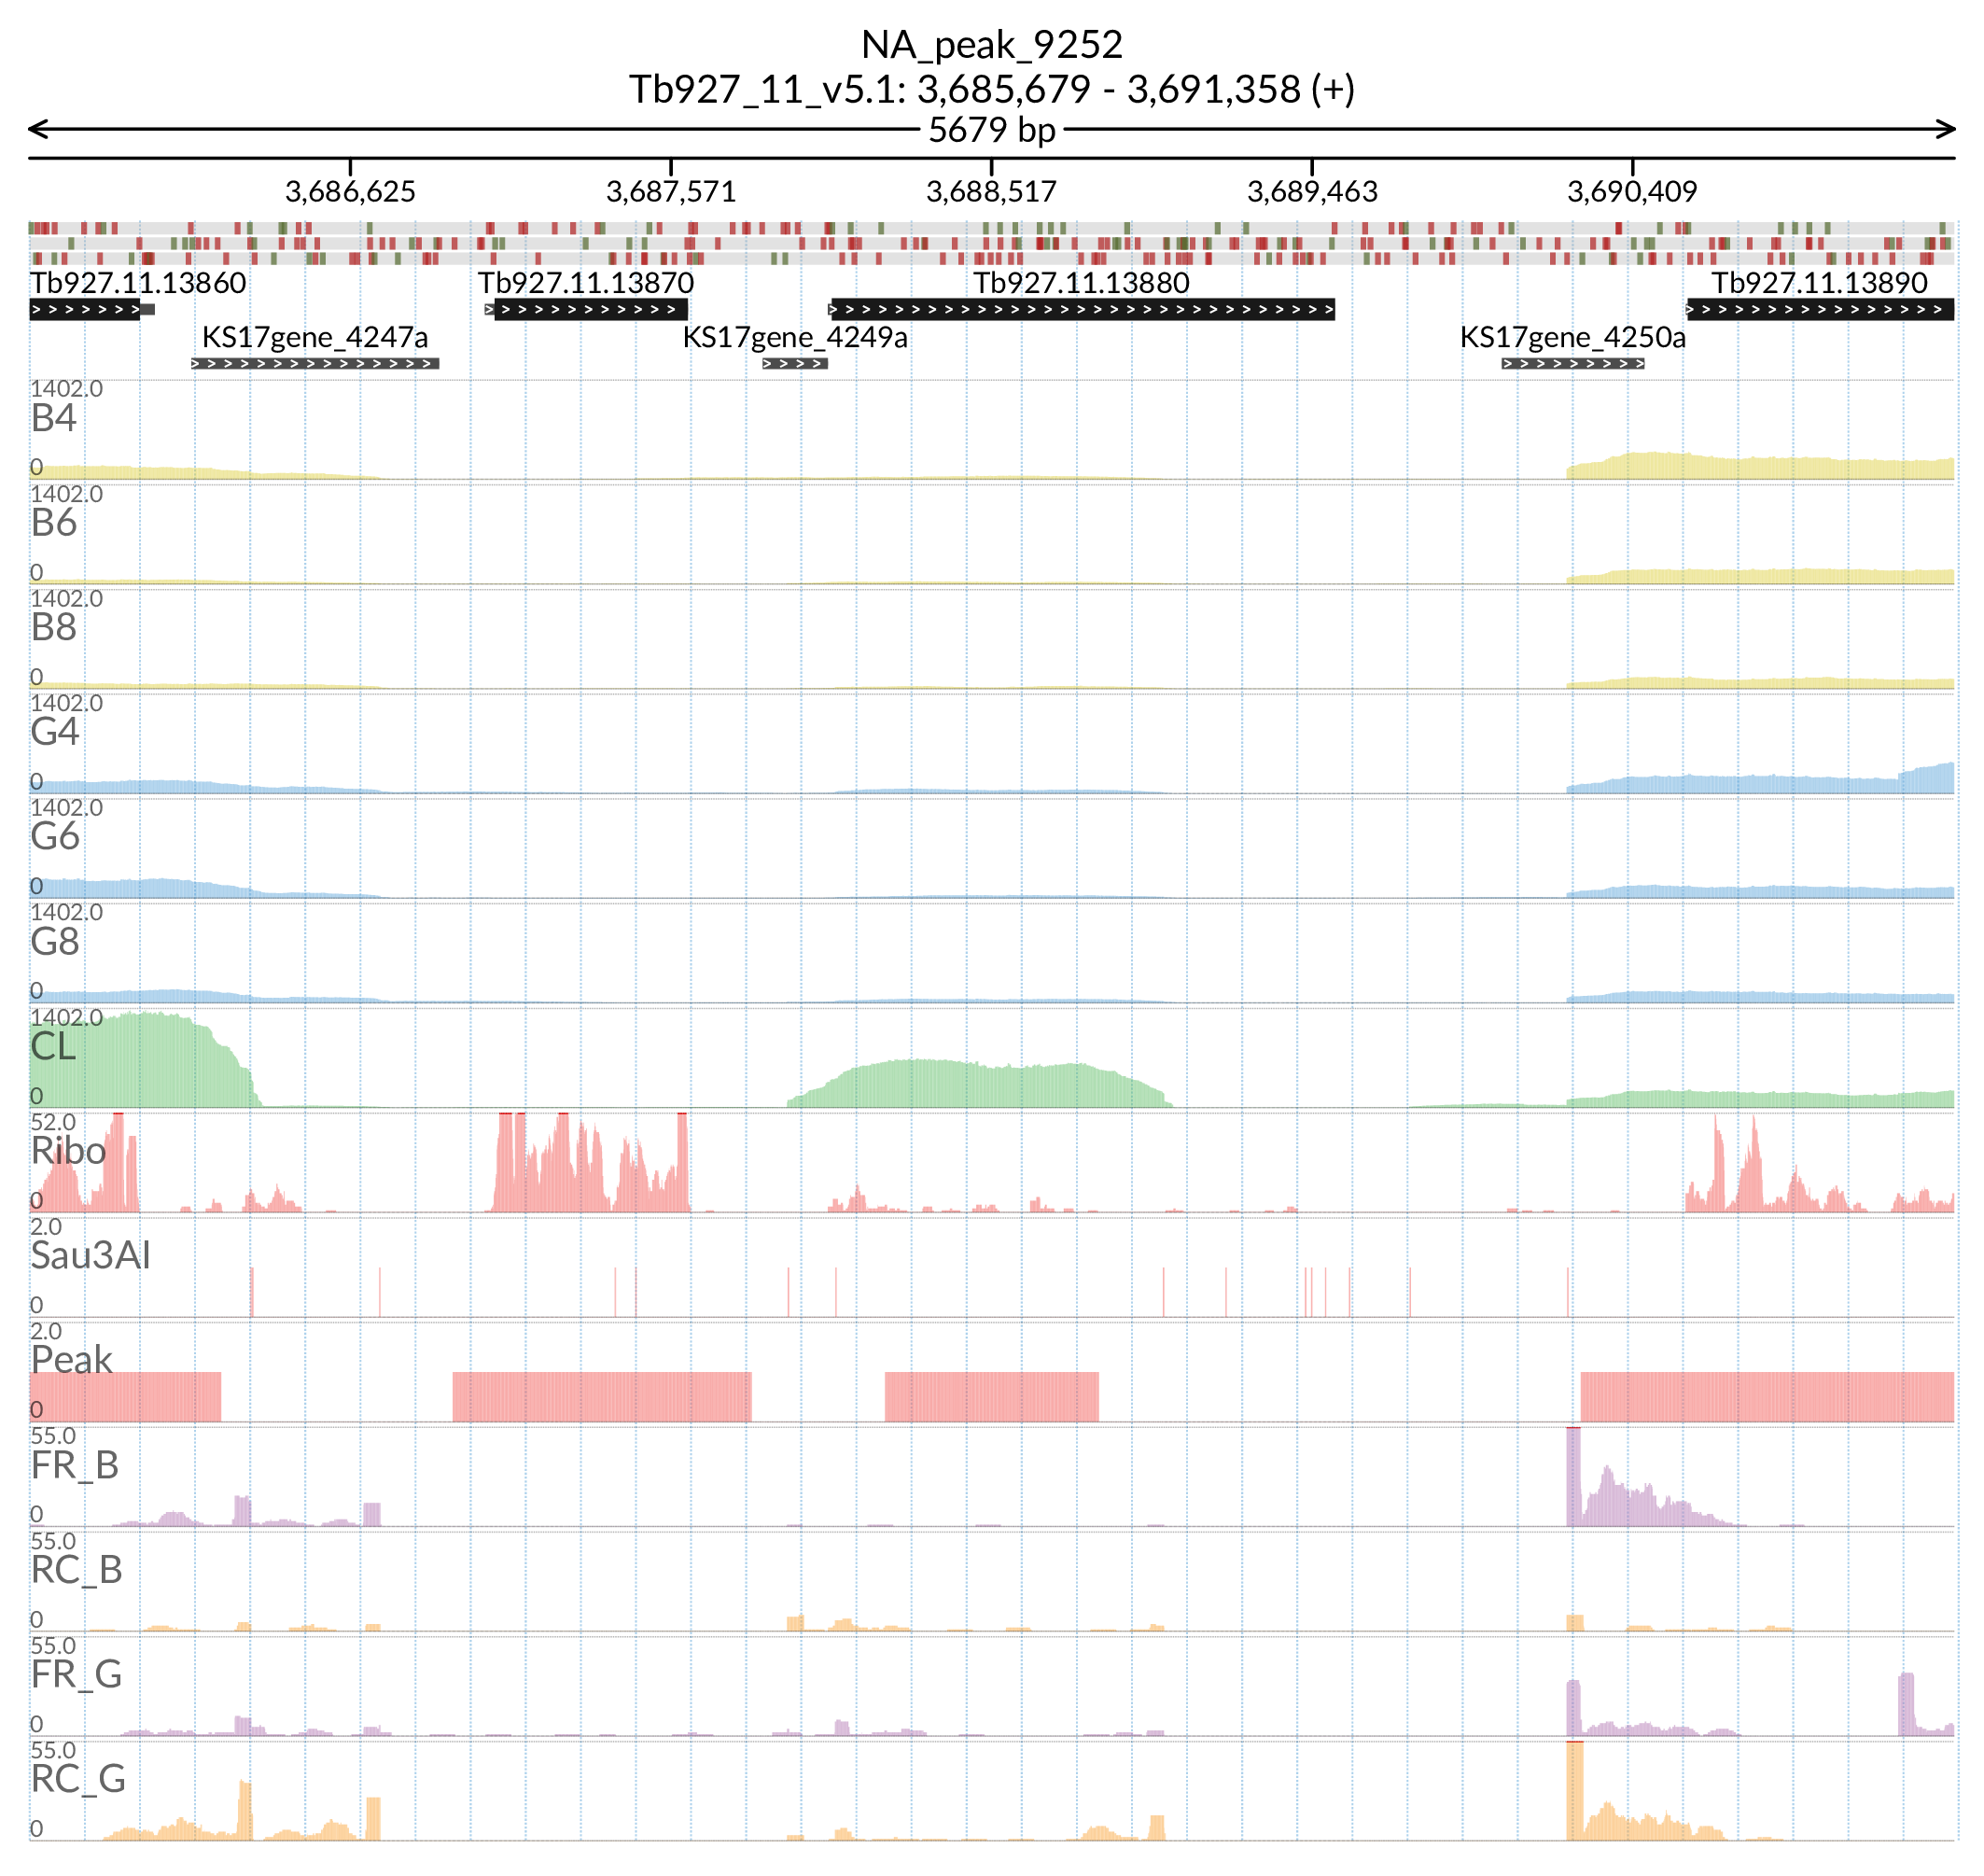 NA_peak_9252
Tb927_11_v5.1: 3,685,679 - 3,691,358 (+)
5679 bp
3,686,625 3,687,571 3,688,517 3,689,463 3,690,409
Tb927.11.13860 Tb927.11.13870 Tb927.11.13880 Tb927.11.13890
KS17gene_4247a KS17gene_4249a KS17gene_4250a
1402.0
B4
0
1402.0
B6
0
1402.0
B8
0
1402.0
G4
0
1402.0
G6
0
1402.0
G8
0
1402.0
CL
0
52.0
Ribo
0
2.0
Sau3AI
0
2.0
Peak
0
55.0
FR_B
0
55.0
RC_B
0
55.0
FR_G
0
55.0
RC_G
0